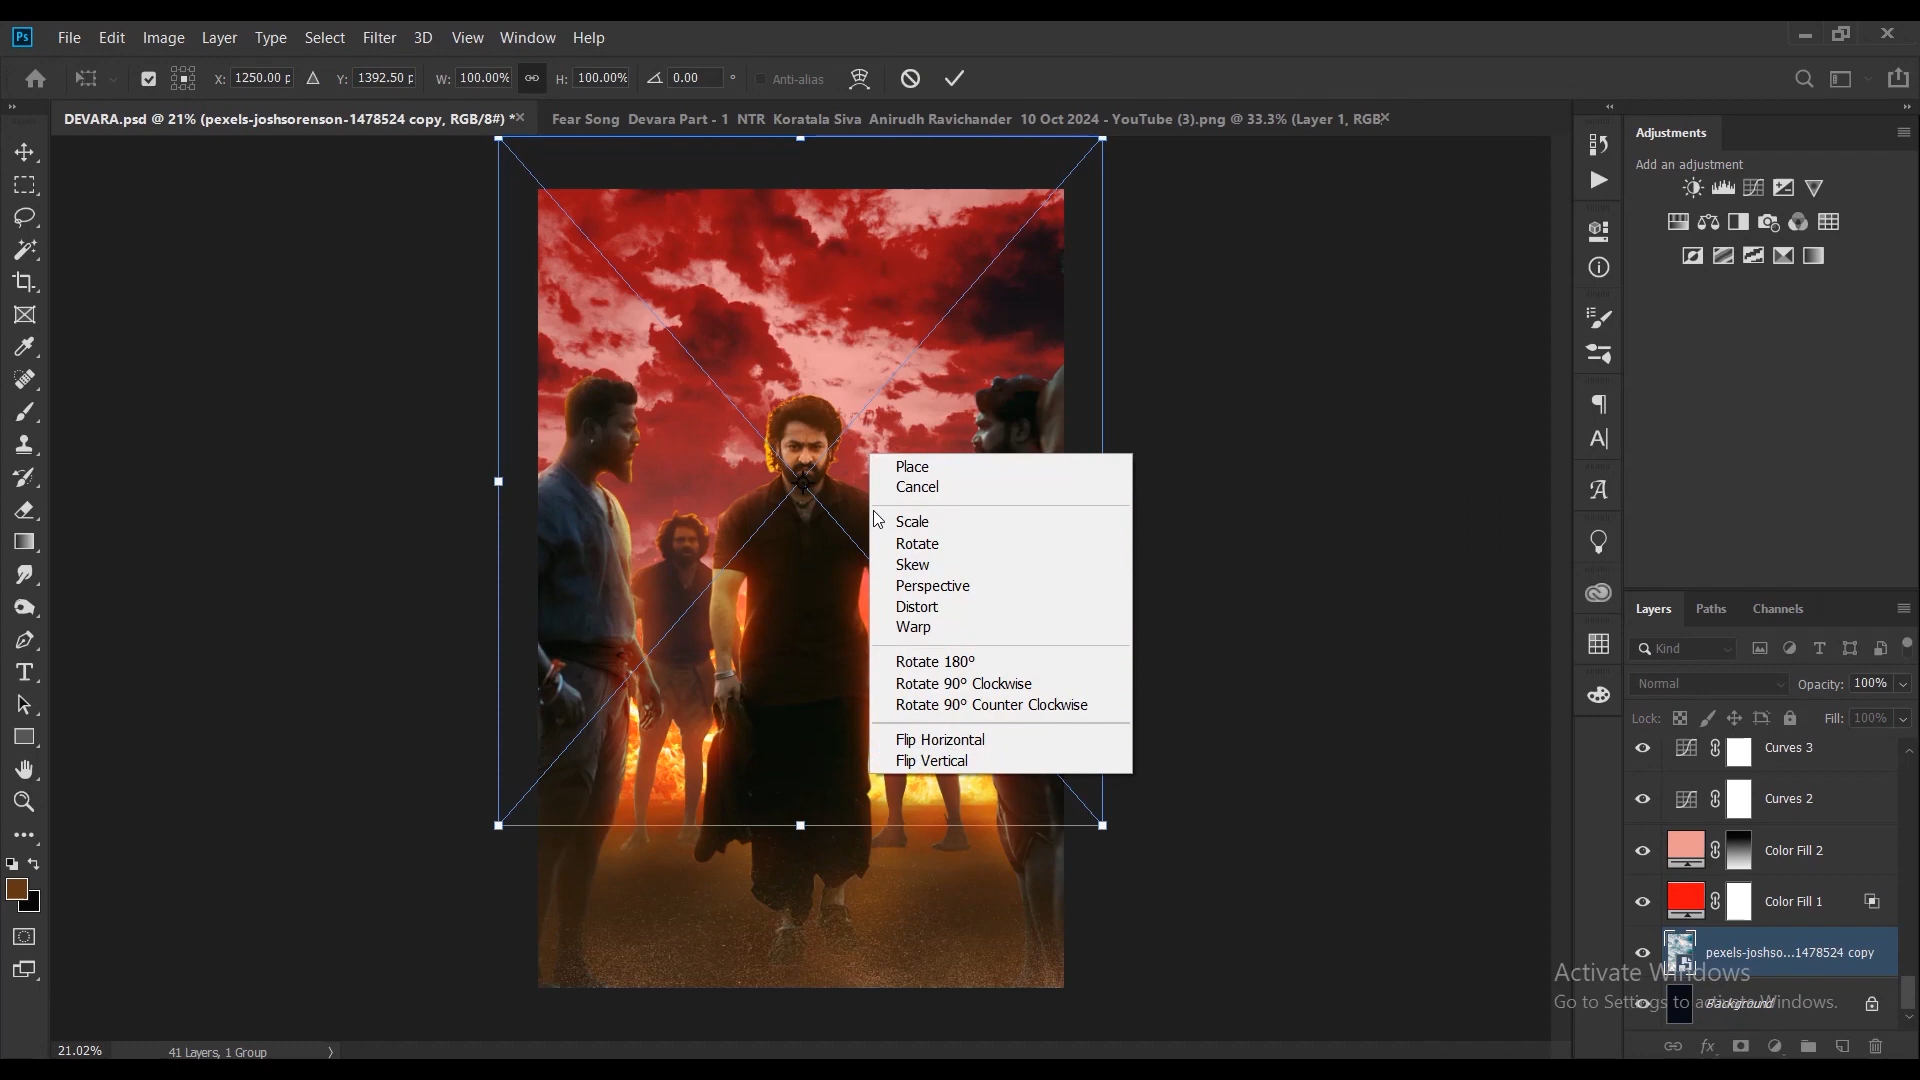 Ps File Edit Image Layer Type Select Filter 3D View Window Help
X: 1250.00 p Y: 1392.50 p W: 100.00% H: 100.00% 0.00 ° Anti-alias
DEVARA.psd @ 21% (pexels-joshsorenson-1478524 copy, RGB/8#) *
Fear Song Devara Part - 1 NTR Koratala Siva Anirudh Ravichander 10 Oct 2024 - YouTube (3).png @ 33.3% (Layer 1, RGB
Adjustments
Add an adjustment
Place
Cancel
Scale
Rotate
Skew
Perspective
Distort
Warp
Rotate 180º
Rotate 90º Clockwise
Rotate 90º Counter Clockwise
Flip Horizontal
Flip Vertical
Layers Paths Channels
Kind
Normal Opacity: 100%
Lock: Fill: 100%
Curves 3
Curves 2
Color Fill 2
Color Fill 1
pexels-joshso...1478524 copy
Background
Activate Windows
Go to Settings to activate Windows.
21.02% 41 Layers, 1 Group